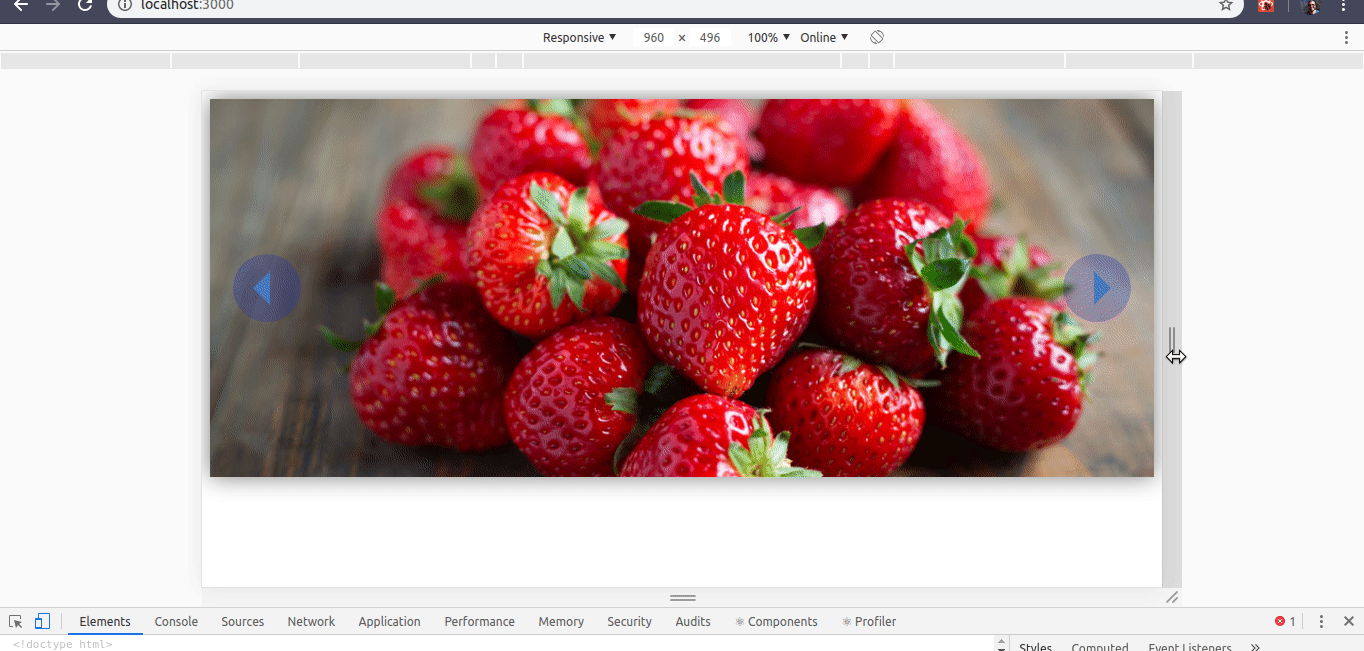 localhost:3000
Responsive ▼ 960 × 496 100% ▼ Online ▼
Elements Console Sources Network Application Performance Memory Security Audits Components Profiler 1
<!doctype html>
Styles Computed Event Listeners »